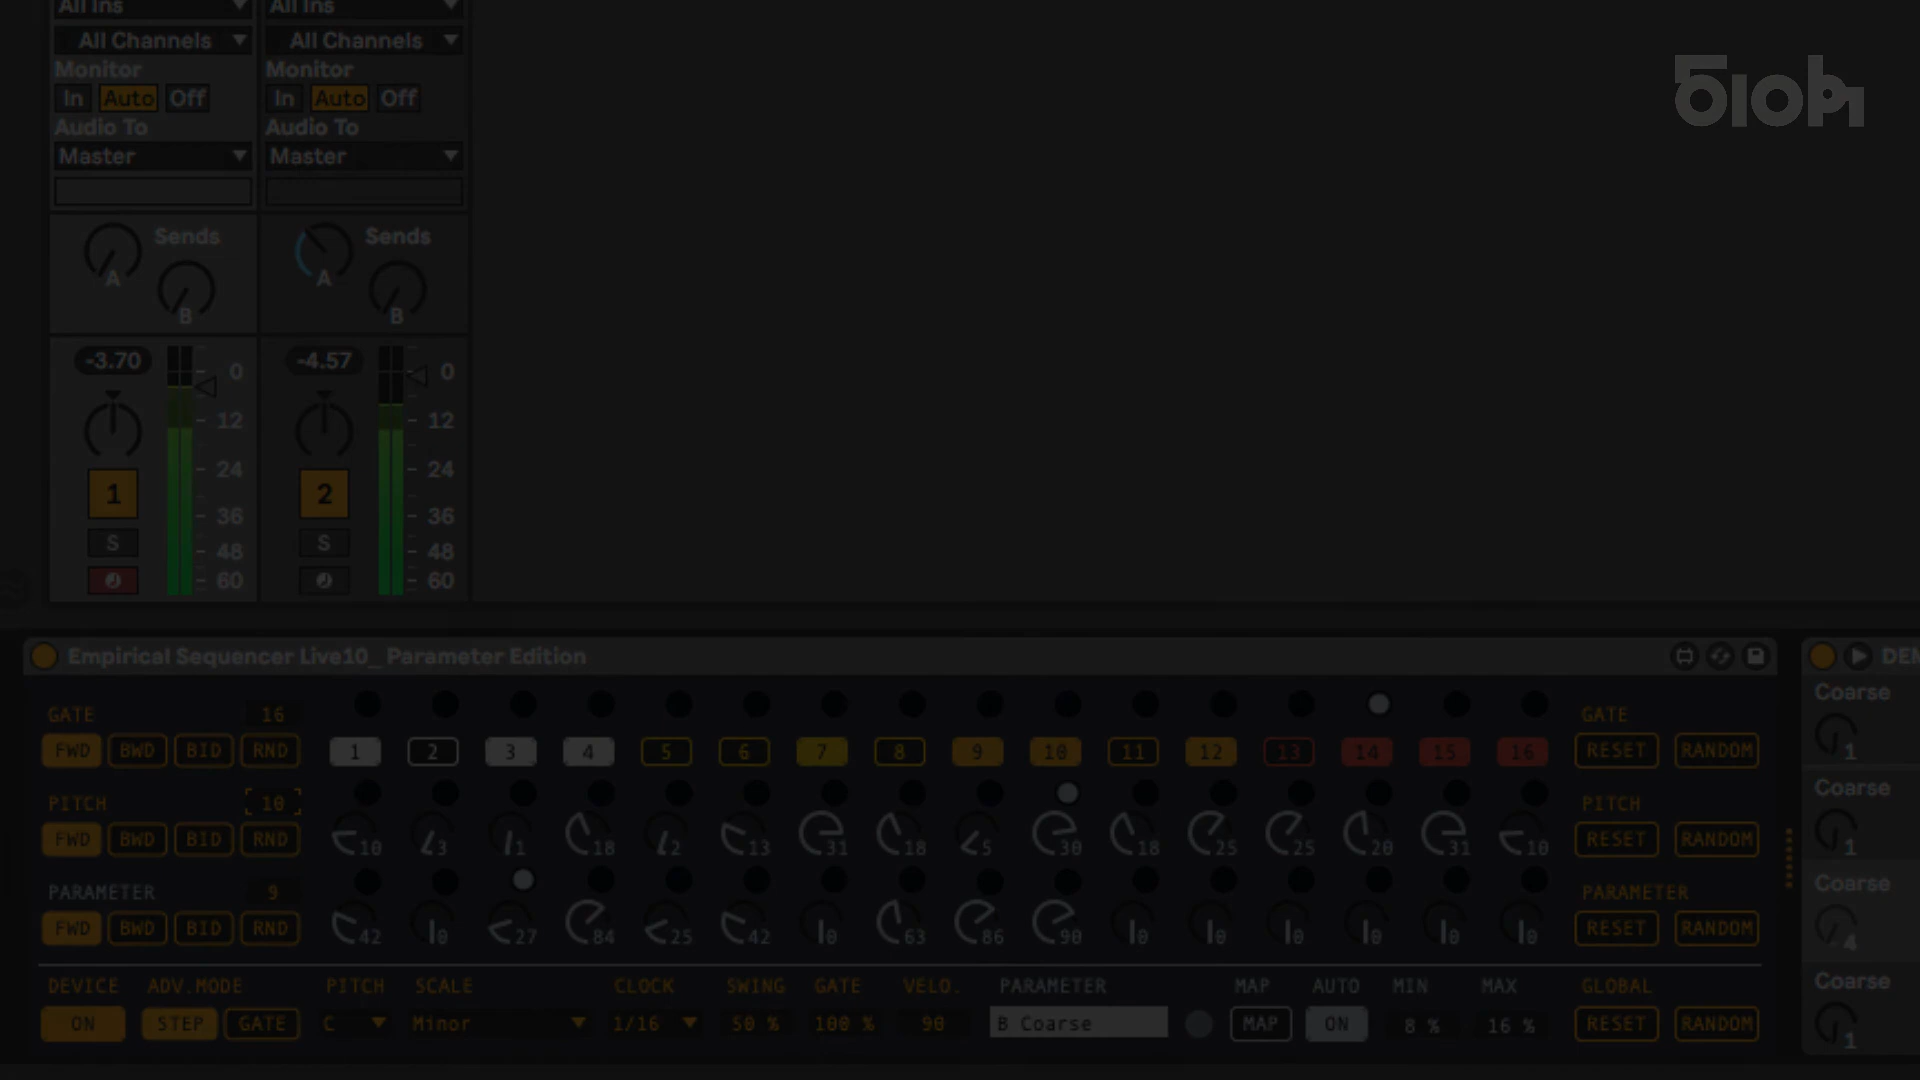 All Ins All Ins
All Channels All Channels
Monitor Monitor
In Auto Off In Auto Off
Audio To Audio To
Master Master
Sends Sends
A A
B B
-3.70 0 -4.57 0
12 12
24 24
1 2
36 36
S S
48 48
60 60
Empirical Sequencer Live10_ Parameter Edition
GATE 16 GATE
FWD BWD BID RND 1 2 3 4 5 6 7 8 9 10 11 12 13 14 15 16 RESET RANDOM
PITCH 10 PITCH
FWD BWD BID RND 10 3 1 18 2 13 31 18 5 30 18 25 25 20 31 10 RESET RANDOM
PARAMETER 9 PARAMETER
FWD BWD BID RND 42 0 27 84 25 42 0 63 86 90 0 0 0 0 0 0 RESET RANDOM
DEVICE ADV.MODE PITCH SCALE CLOCK SWING GATE VELO. PARAMETER MAP AUTO MIN MAX GLOBAL
ON STEP GATE C Minor 1/16 50 % 100 % 90 B Coarse MAP ON 8 % 16 % RESET RANDOM
Coarse
1
Coarse
1
Coarse
4
Coarse
1